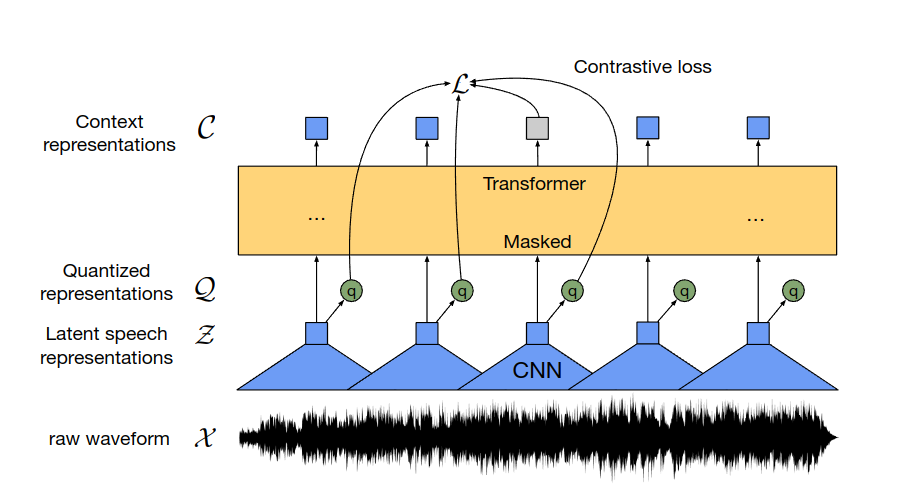 Contrastive loss
ℒ
Context
representations
𝒞
Transformer
...
...
Masked
Quantized
representations
𝒬
q
q
q
q
q
Latent speech
representations
𝒵
CNN
raw waveform
𝒳